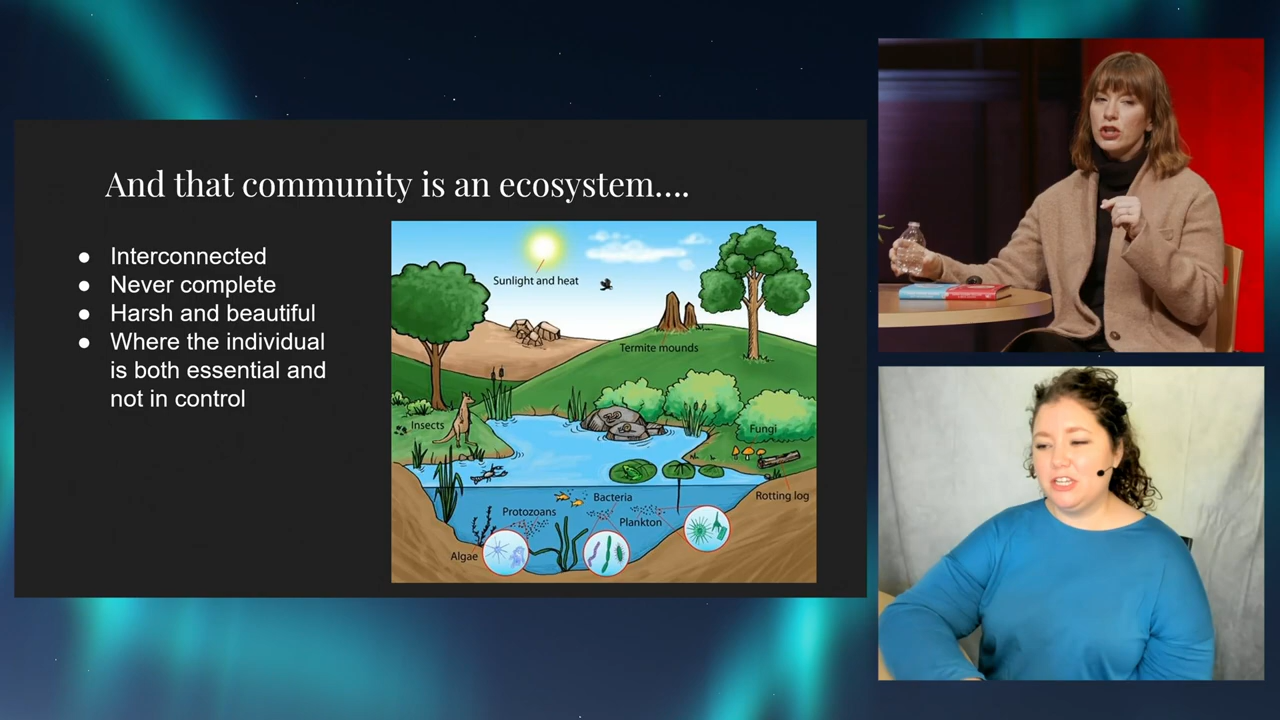 And that community is an ecosystem....
● Interconnected
● Never complete
● Harsh and beautiful
● Where the individual
is both essential and
not in control
Sunlight and heat
Termite mounds
Insects
Fungi
Rotting log
Bacteria
Protozoans
Plankton
Algae